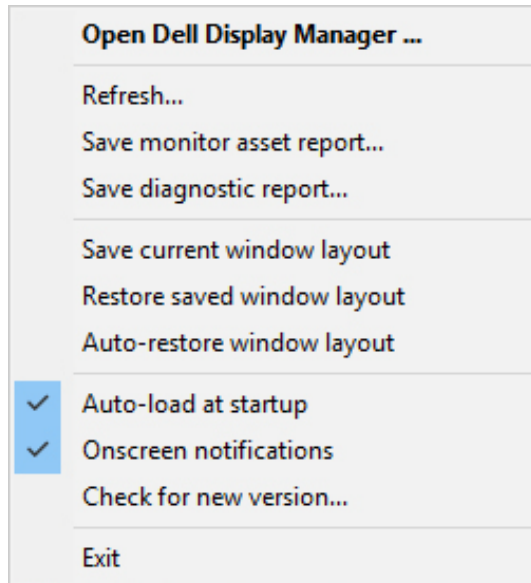 Open Dell Display Manager ...
Refresh...
Save monitor asset report...
Save diagnostic report...
Save current window layout
Restore saved window layout
Auto-restore window layout
Auto-load at startup
Onscreen notifications
Check for new version...
Exit